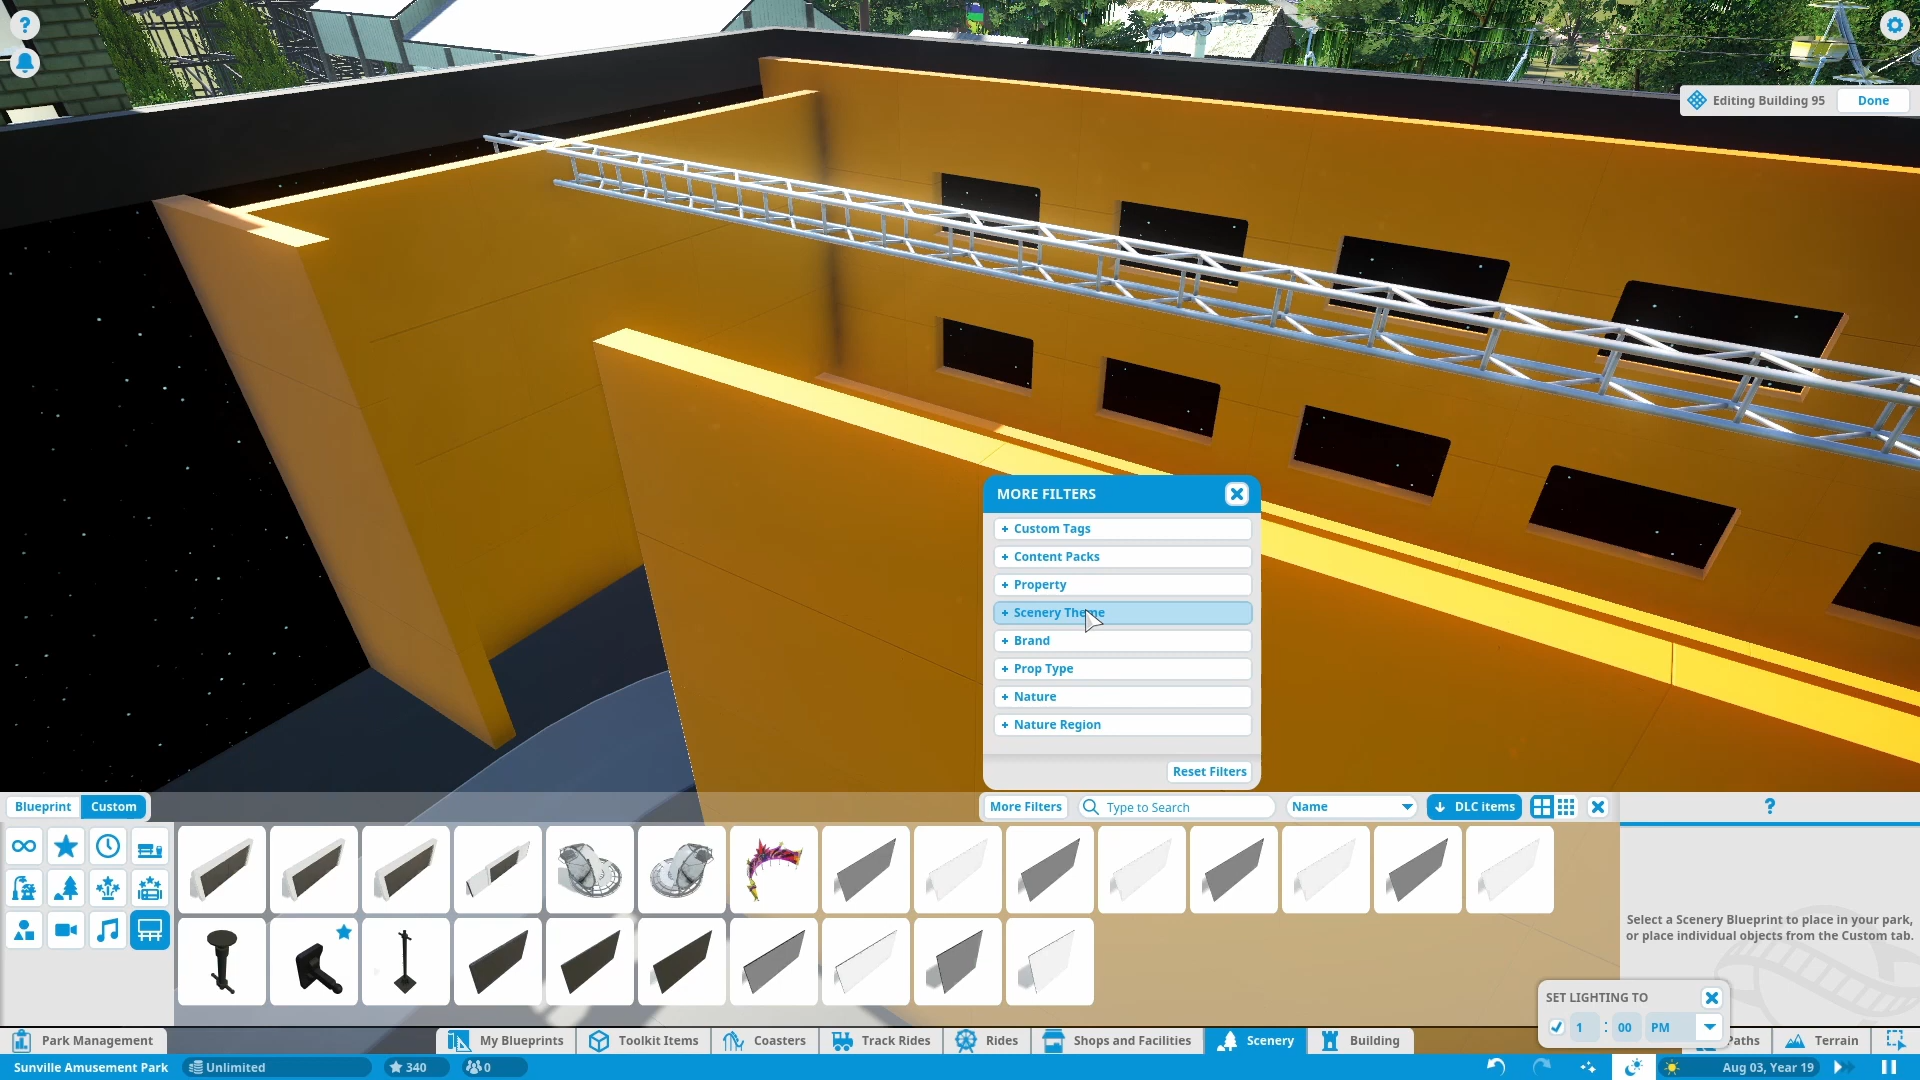 ?
Editing Building 95
Done
MORE FILTERS
+ Custom Tags
+ Content Packs
+ Property
+ Scenery Theme
+ Brand
+ Prop Type
+ Nature
+ Nature Region
Reset Filters
Blueprint
Custom
More Filters
Type to Search
Name
DLC items
?
Select a Scenery Blueprint to place in your park,
or place individual objects from the Custom tab.
SET LIGHTING TO
1 : 00 PM
Park Management
My Blueprints
Toolkit Items
Coasters
Track Rides
Rides
Shops and Facilities
Scenery
Building
Paths
Terrain
Sunville Amusement Park
Unlimited
340
0
Aug 03, Year 19